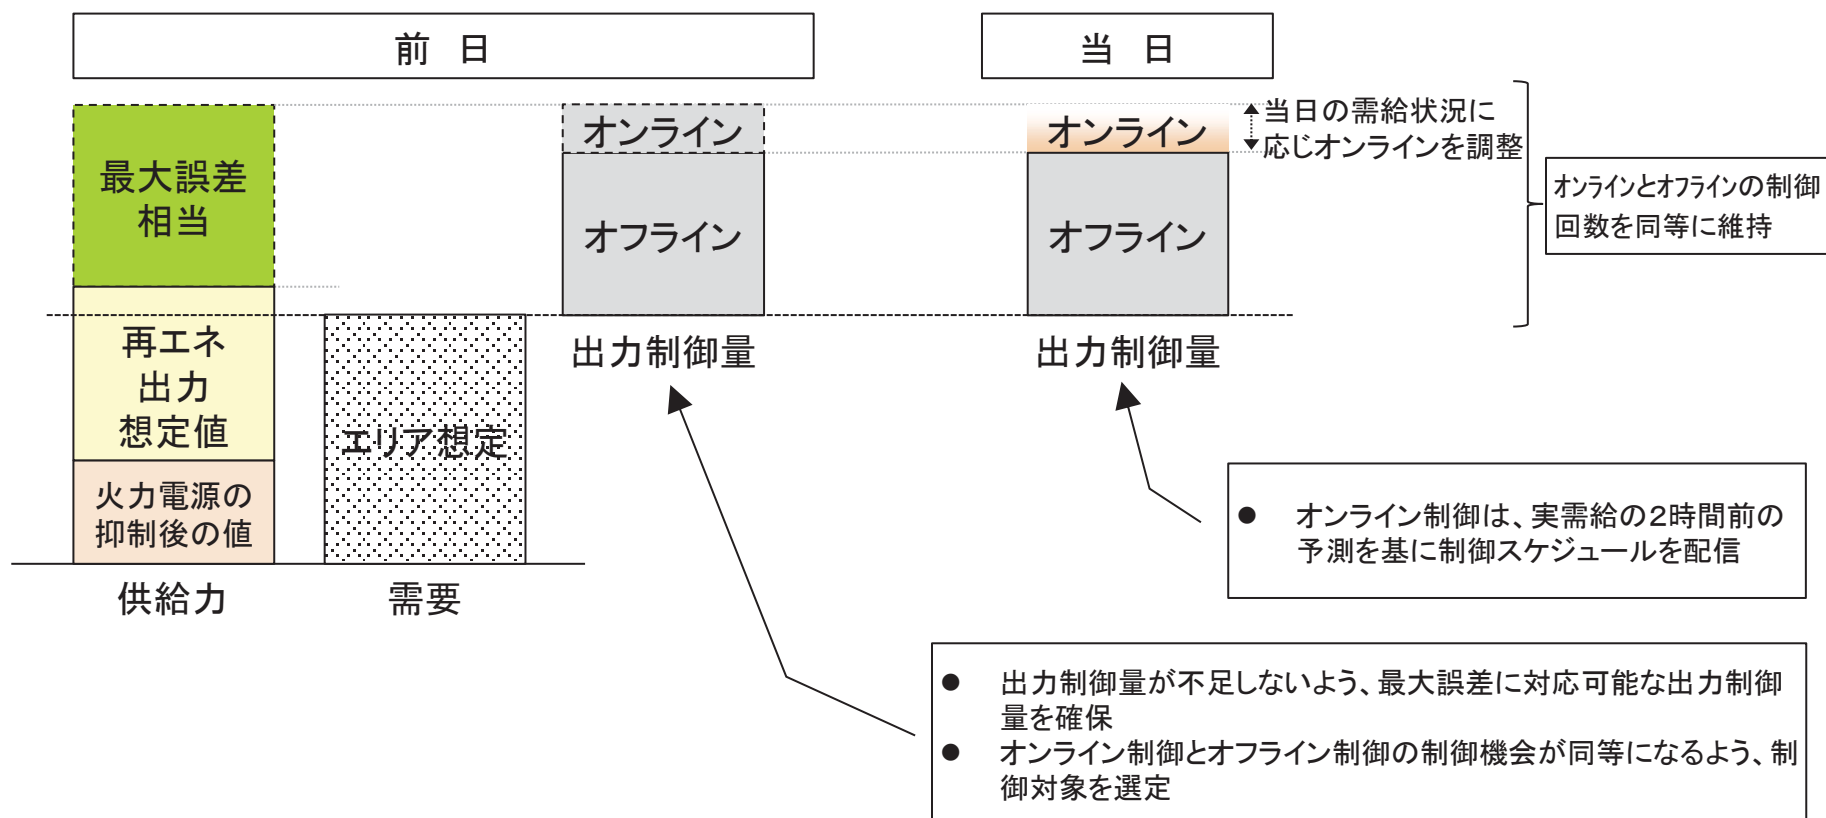 前 日
当 日
最大誤差
相当
再エネ
出力
想定値
火力電源の
抑制後の値
供給力
エリア想定
需要
オンライン
オフライン
出力制御量
オンライン
オフライン
出力制御量
当日の需給状況に
応じオンラインを調整
オンラインとオフラインの制御
回数を同等に維持
● オンライン制御は、実需給の2時間前の
予測を基に制御スケジュールを配信
● 出力制御量が不足しないよう、最大誤差に対応可能な出力制御
量を確保
● オンライン制御とオフライン制御の制御機会が同等になるよう、制
御対象を選定